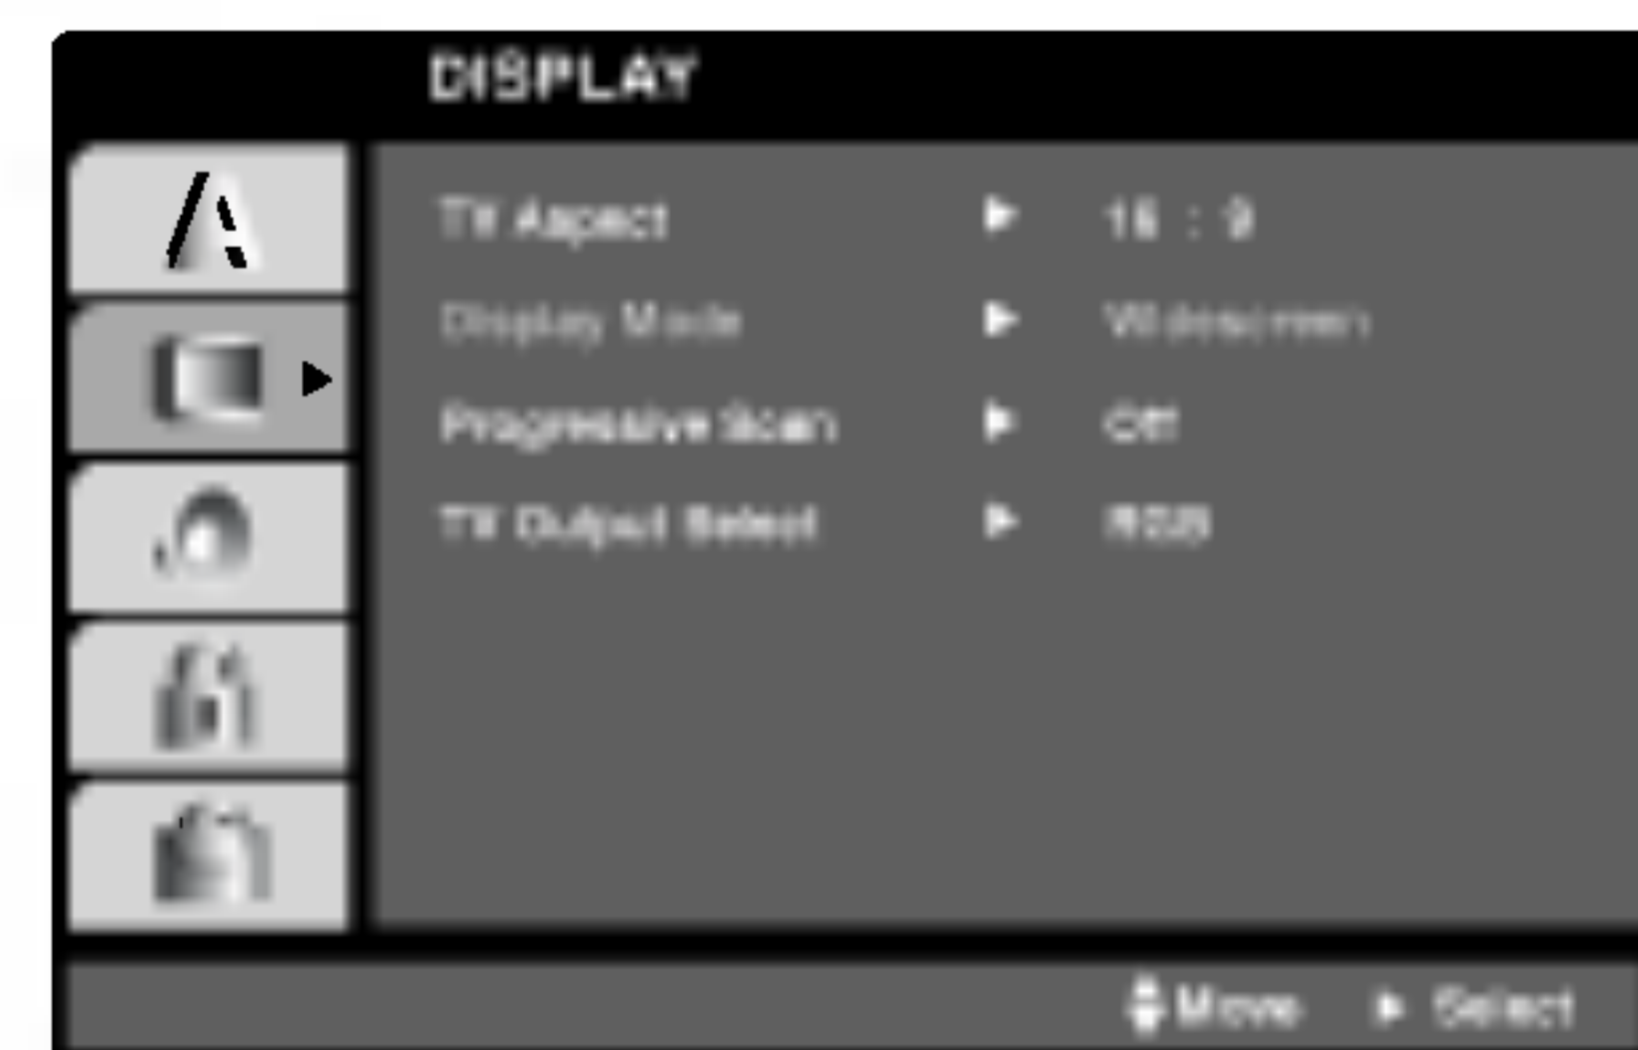 DISPLAY
TV Aspect ► 16 : 9
Display Mode ► Widescreen
Progressive Scan ► Off
TV Output Select ► RGB
Move ► Select